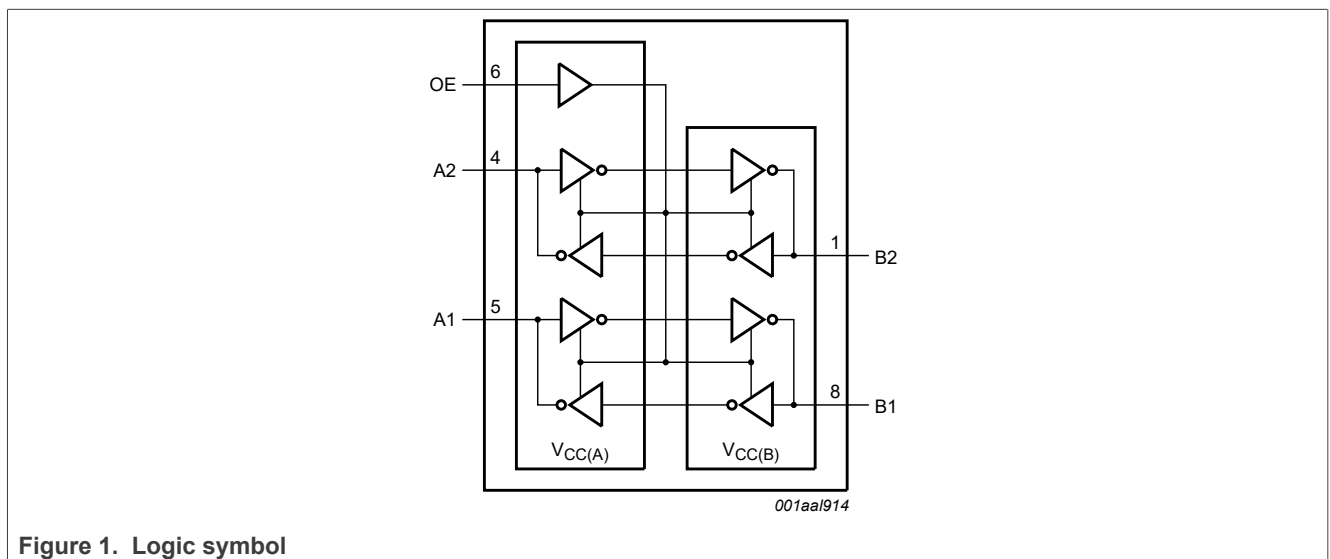 OE
6
A2
4
1
B2
A1
5
8
B1
VCC(A)
VCC(B)
001aal914
Figure 1. Logic symbol